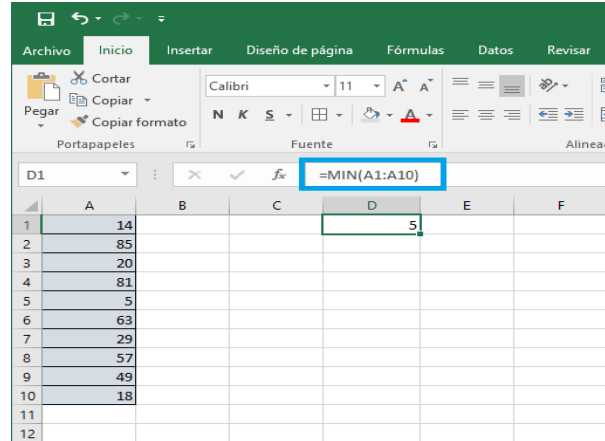 Archivo Inicio Insertar Diseño de página Fórmulas Datos Revisar
Cortar
Copiar
Copiar formato
Pegar
Calibri 11 A A
N K S A
Portapapeles Fuente Alinea
D1 fx =MIN(A1:A10)
A B C D E F
1 14 5
2 85
3 20
4 81
5 5
6 63
7 29
8 57
9 49
10 18
11
12